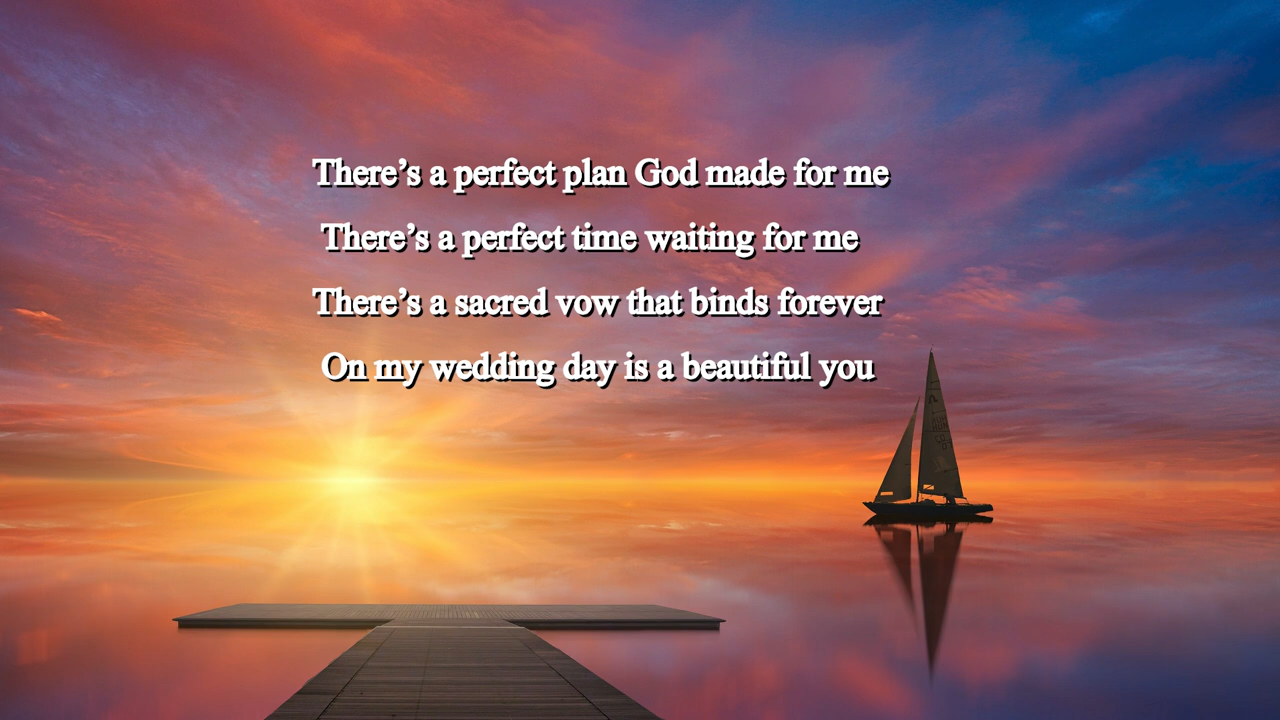 There’s a perfect plan God made for me
There’s a perfect time waiting for me
There’s a sacred vow that binds forever
On my wedding day is a beautiful you